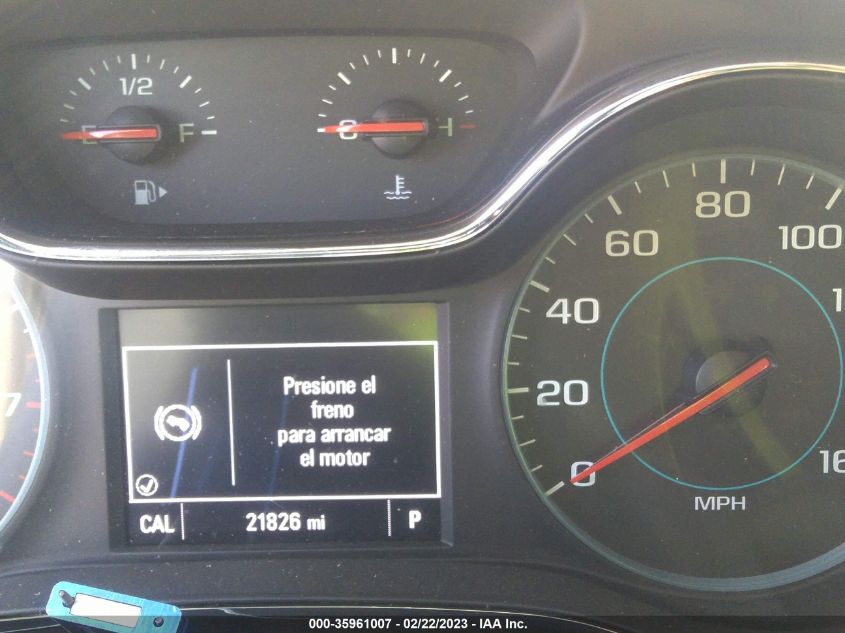 1/2
E F
C H
7
0 20 40 60 80 100
MPH
Presione el
freno
para arrancar
el motor
CAL 21826 mi P
000-35961007 - 02/22/2023 - IAA Inc.